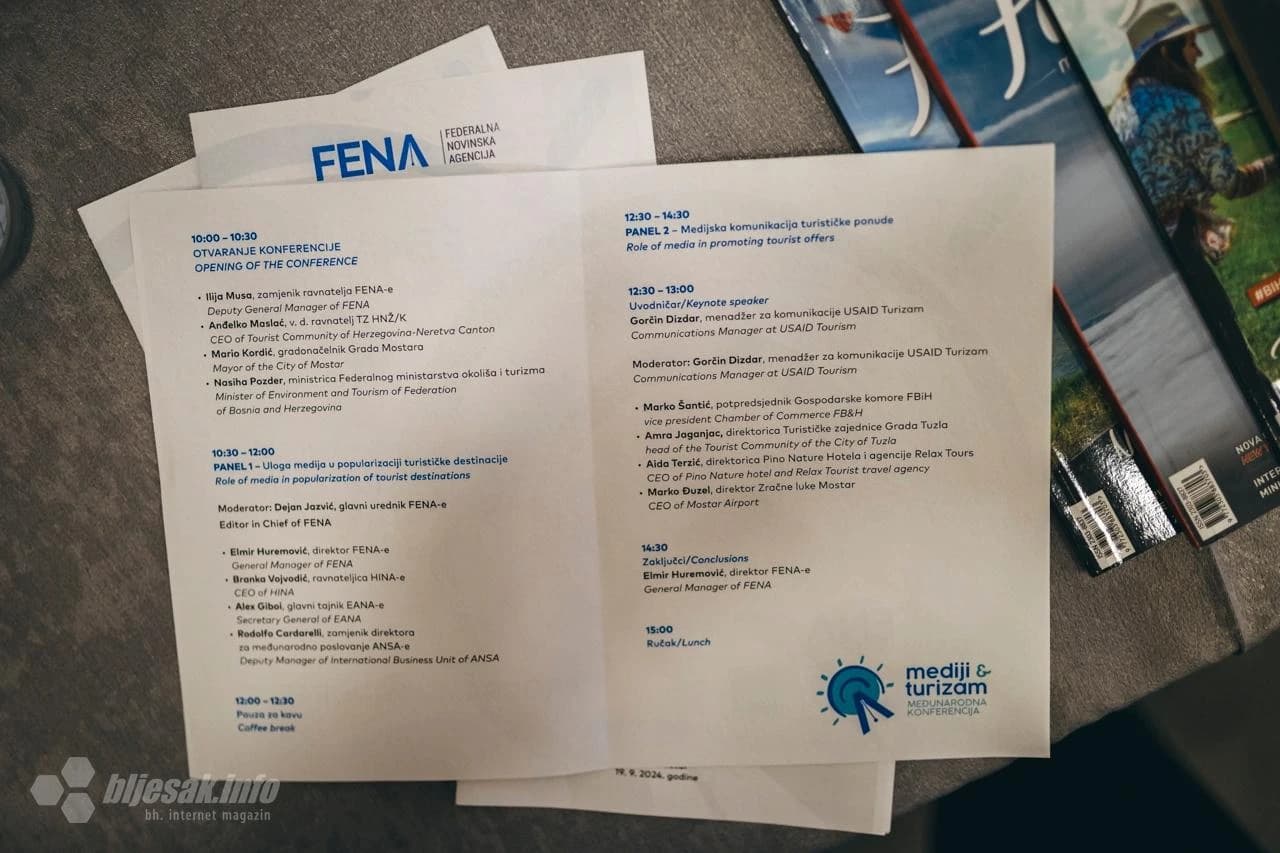 FENA
FEDERALNA
NOVINSKA
AGENCIJA
10:00 – 10:30
OTVARANJE KONFERENCIJE
OPENING OF THE CONFERENCE
• Ilija Musa, zamjenik ravnatelja FENA-e
Deputy General Manager of FENA
• Anđelko Maslać, v. d. ravnatelj TZ HNŽ/K
CEO of Tourist Community of Herzegovina-Neretva Canton
• Mario Kordić, gradonačelnik Grada Mostara
Mayor of the City of Mostar
• Nasiha Pozder, ministrica Federalnog ministarstva okoliša i turizma
Minister of Environment and Tourism of Federation
of Bosnia and Herzegovina
10:30 – 12:00
PANEL 1 – Uloga medija u popularizaciji turističke destinacije
Role of media in popularization of tourist destinations
Moderator: Dejan Jazvić, glavni urednik FENA-e
Editor in Chief of FENA
• Elmir Huremović, direktor FENA-e
General Manager of FENA
• Branka Vojvodić, ravnateljica HINA-e
CEO of HINA
• Alex Giboi, glavni tajnik EANA-e
Secretary General of EANA
• Rodolfo Cardarelli, zamjenik direktora
za međunarodno poslovanje ANSA-e
Deputy Manager of International Business Unit of ANSA
12:00 – 12:30
Pauza za kavu
Coffee break
12:30 – 14:30
PANEL 2 – Medijska komunikacija turističke ponude
Role of media in promoting tourist offers
12:30 – 13:00
Uvodničar/Keynote speaker
Gorčin Dizdar, menadžer za komunikacije USAID Turizam
Communications Manager at USAID Tourism
Moderator: Gorčin Dizdar, menadžer za komunikacije USAID Turizam
Communications Manager at USAID Tourism
• Marko Šantić, potpredsjednik Gospodarske komore FBiH
vice president Chamber of Commerce FB&H
• Amra Jaganjac, direktorica Turističke zajednice Grada Tuzla
head of the Tourist Community of the City of Tuzla
• Aida Terzić, direktorica Pino Nature Hotela i agencije Relax Tours
CEO of Pino Nature hotel and Relax Tourist travel agency
• Marko Đuzel, direktor Zračne luke Mostar
CEO of Mostar Airport
14:30
Zaključci/Conclusions
Elmir Huremović, direktor FENA-e
General Manager of FENA
15:00
Ručak/Lunch
mediji &
turizam
MEĐUNARODNA
KONFERENCIJA
19. 9. 2024. godine
#BIH
NOVA
NEW
INTER
MINI
bljesak.info
bh. internet magazin